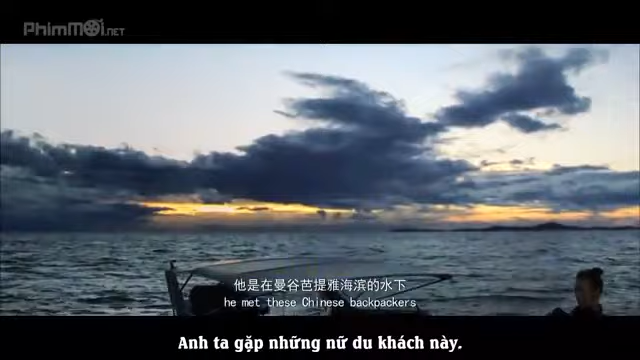 PhimMới.NET
他是在曼谷芭提雅海滨的水下
he met these Chinese backpackers
Anh ta gặp những nữ du khách này.